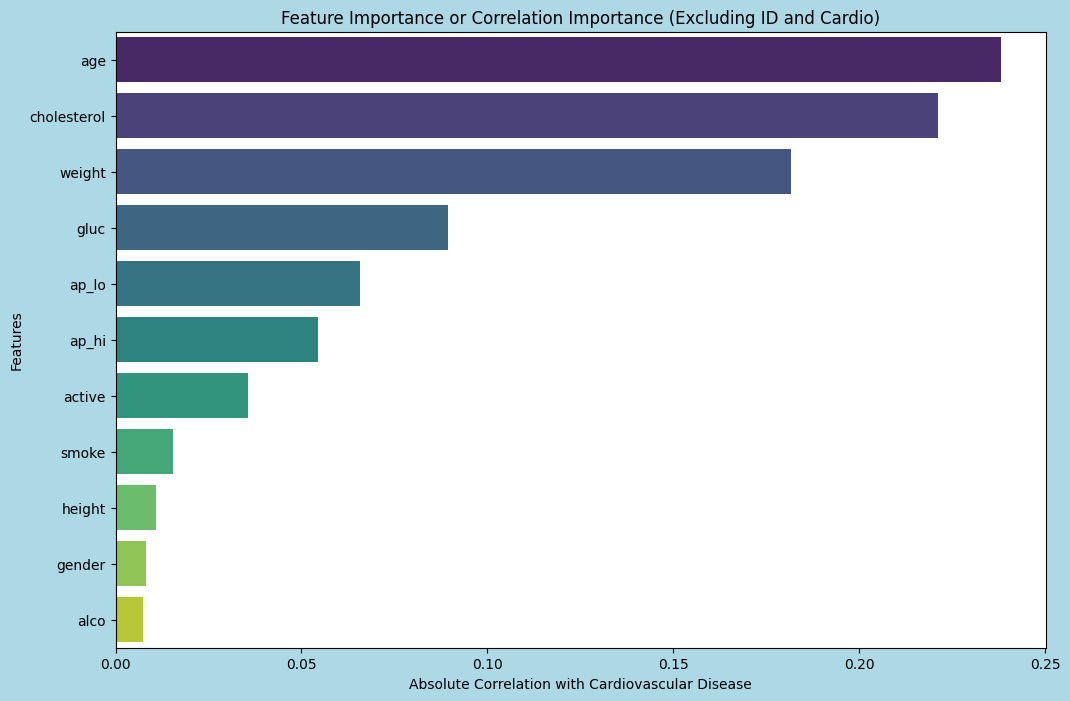 Feature Importance or Correlation Importance (Excluding ID and Cardio)
Features
age
cholesterol
weight
gluc
ap_lo
ap_hi
active
smoke
height
gender
alco
0.00 0.05 0.10 0.15 0.20 0.25
Absolute Correlation with Cardiovascular Disease